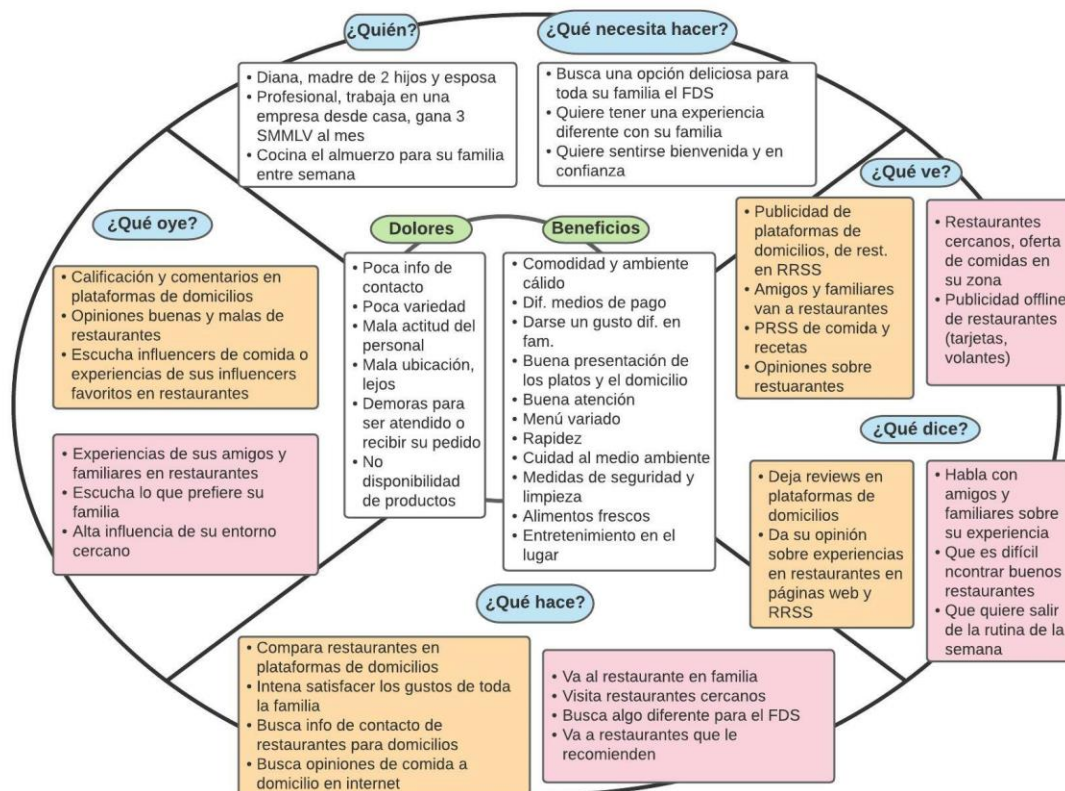 ¿Quién?
• Diana, madre de 2 hijos y esposa
• Profesional, trabaja en una
empresa desde casa, gana 3
SMMLV al mes
• Cocina el almuerzo para su familia
entre semana
¿Qué necesita hacer?
• Busca una opción deliciosa para
toda su familia el FDS
• Quiere tener una experiencia
diferente con su familia
• Quiere sentirse bienvenida y en
confianza
¿Qué oye?
• Calificación y comentarios en
plataformas de domicilios
• Opiniones buenas y malas de
restaurantes
• Escucha influencers de comida o
experiencias de sus influencers
favoritos en restaurantes
• Experiencias de sus amigos y
familiares en restaurantes
• Escucha lo que prefiere su
familia
• Alta influencia de su entorno
cercano
Dolores
• Poca info de
contacto
• Poca variedad
• Mala actitud del
personal
• Mala ubicación,
lejos
• Demoras para
ser atendido o
recibir su pedido
• No
disponibilidad
de productos
Beneficios
• Comodidad y ambiente
cálido
• Dif. medios de pago
• Darse un gusto dif. en
fam.
• Buena presentación de
los platos y el domicilio
• Buena atención
• Menú variado
• Rapidez
• Cuidad al medio ambiente
• Medidas de seguridad y
limpieza
• Alimentos frescos
• Entretenimiento en el
lugar
¿Qué ve?
• Publicidad de
plataformas de
domicilios, de rest.
en RRSS
• Amigos y familiares
van a restaurantes
• PRSS de comida y
recetas
• Opiniones sobre
restuarantes
• Restaurantes
cercanos, oferta
de comidas en
su zona
• Publicidad offline
de restaurantes
(tarjetas,
volantes)
¿Qué dice?
• Deja reviews en
plataformas de
domicilios
• Da su opinión
sobre experiencias
en restaurantes en
páginas web y
RRSS
• Habla con
amigos y
familiares sobre
su experiencia
• Que es difícil
ncontrar buenos
restaurantes
• Que quiere salir
de la rutina de la
semana
¿Qué hace?
• Compara restaurantes en
plataformas de domicilios
• Intena satisfacer los gustos de toda
la familia
• Busca info de contacto de
restaurantes para domicilios
• Busca opiniones de comida a
domicilio en internet
• Va al restaurante en familia
• Visita restaurantes cercanos
• Busca algo diferente para el FDS
• Va a restaurantes que le
recomienden